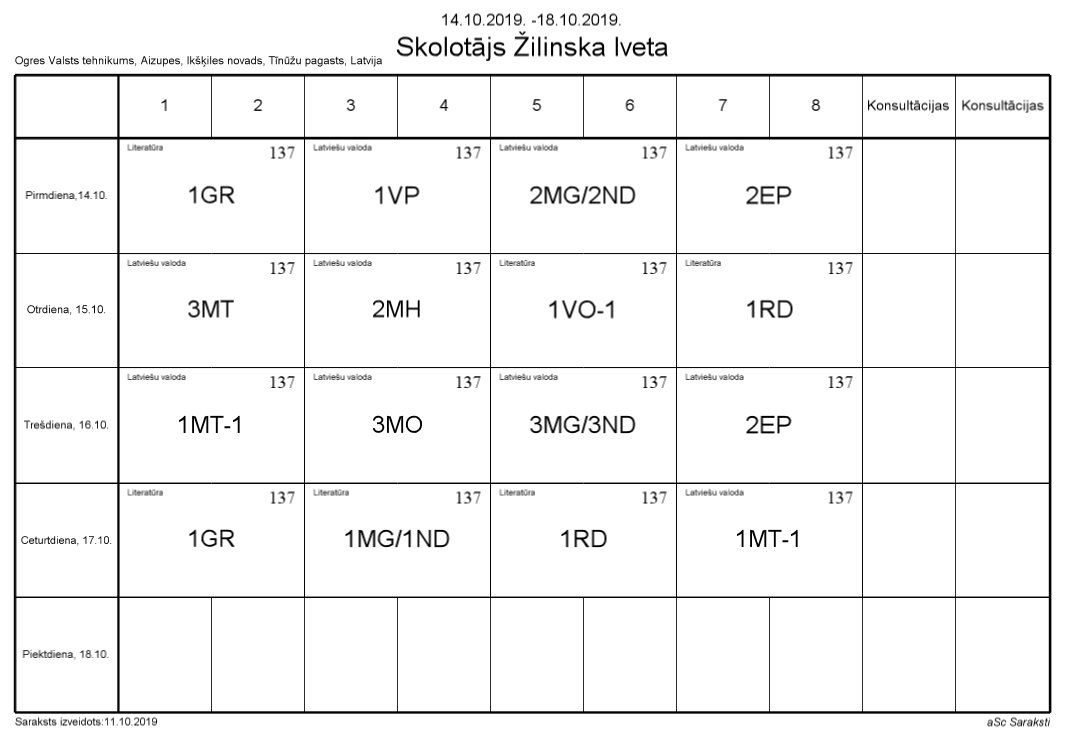 14.10.2019. -18.10.2019.
Skolotājs Žilinska Iveta
Ogres Valsts tehnikums, Aizupes, Ikšķiles novads, Tīnūžu pagasts, Latvija
1 2 3 4 5 6 7 8 Konsultācijas Konsultācijas
Literatūra 137 Latviešu valoda 137 Latviešu valoda 137 Latviešu valoda 137
Pirmdiena,14.10. 1GR 1VP 2MG/2ND 2EP
Latviešu valoda 137 Latviešu valoda 137 Literatūra 137 Literatūra 137
Otrdiena, 15.10. 3MT 2MH 1VO-1 1RD
Latviešu valoda 137 Latviešu valoda 137 Latviešu valoda 137 Latviešu valoda 137
Trešdiena, 16.10. 1MT-1 3MO 3MG/3ND 2EP
Literatūra 137 Literatūra 137 Literatūra 137 Latviešu valoda 137
Ceturtdiena, 17.10. 1GR 1MG/1ND 1RD 1MT-1
Piektdiena, 18.10.
Saraksts izveidots:11.10.2019 aSc Saraksti